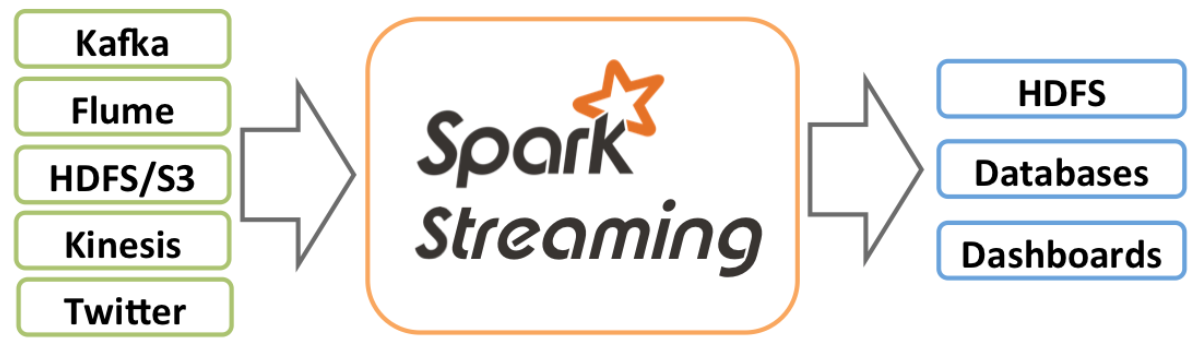 Kafka
Flume
HDFS/S3
Kinesis
Twitter
Spark
Streaming
HDFS
Databases
Dashboards